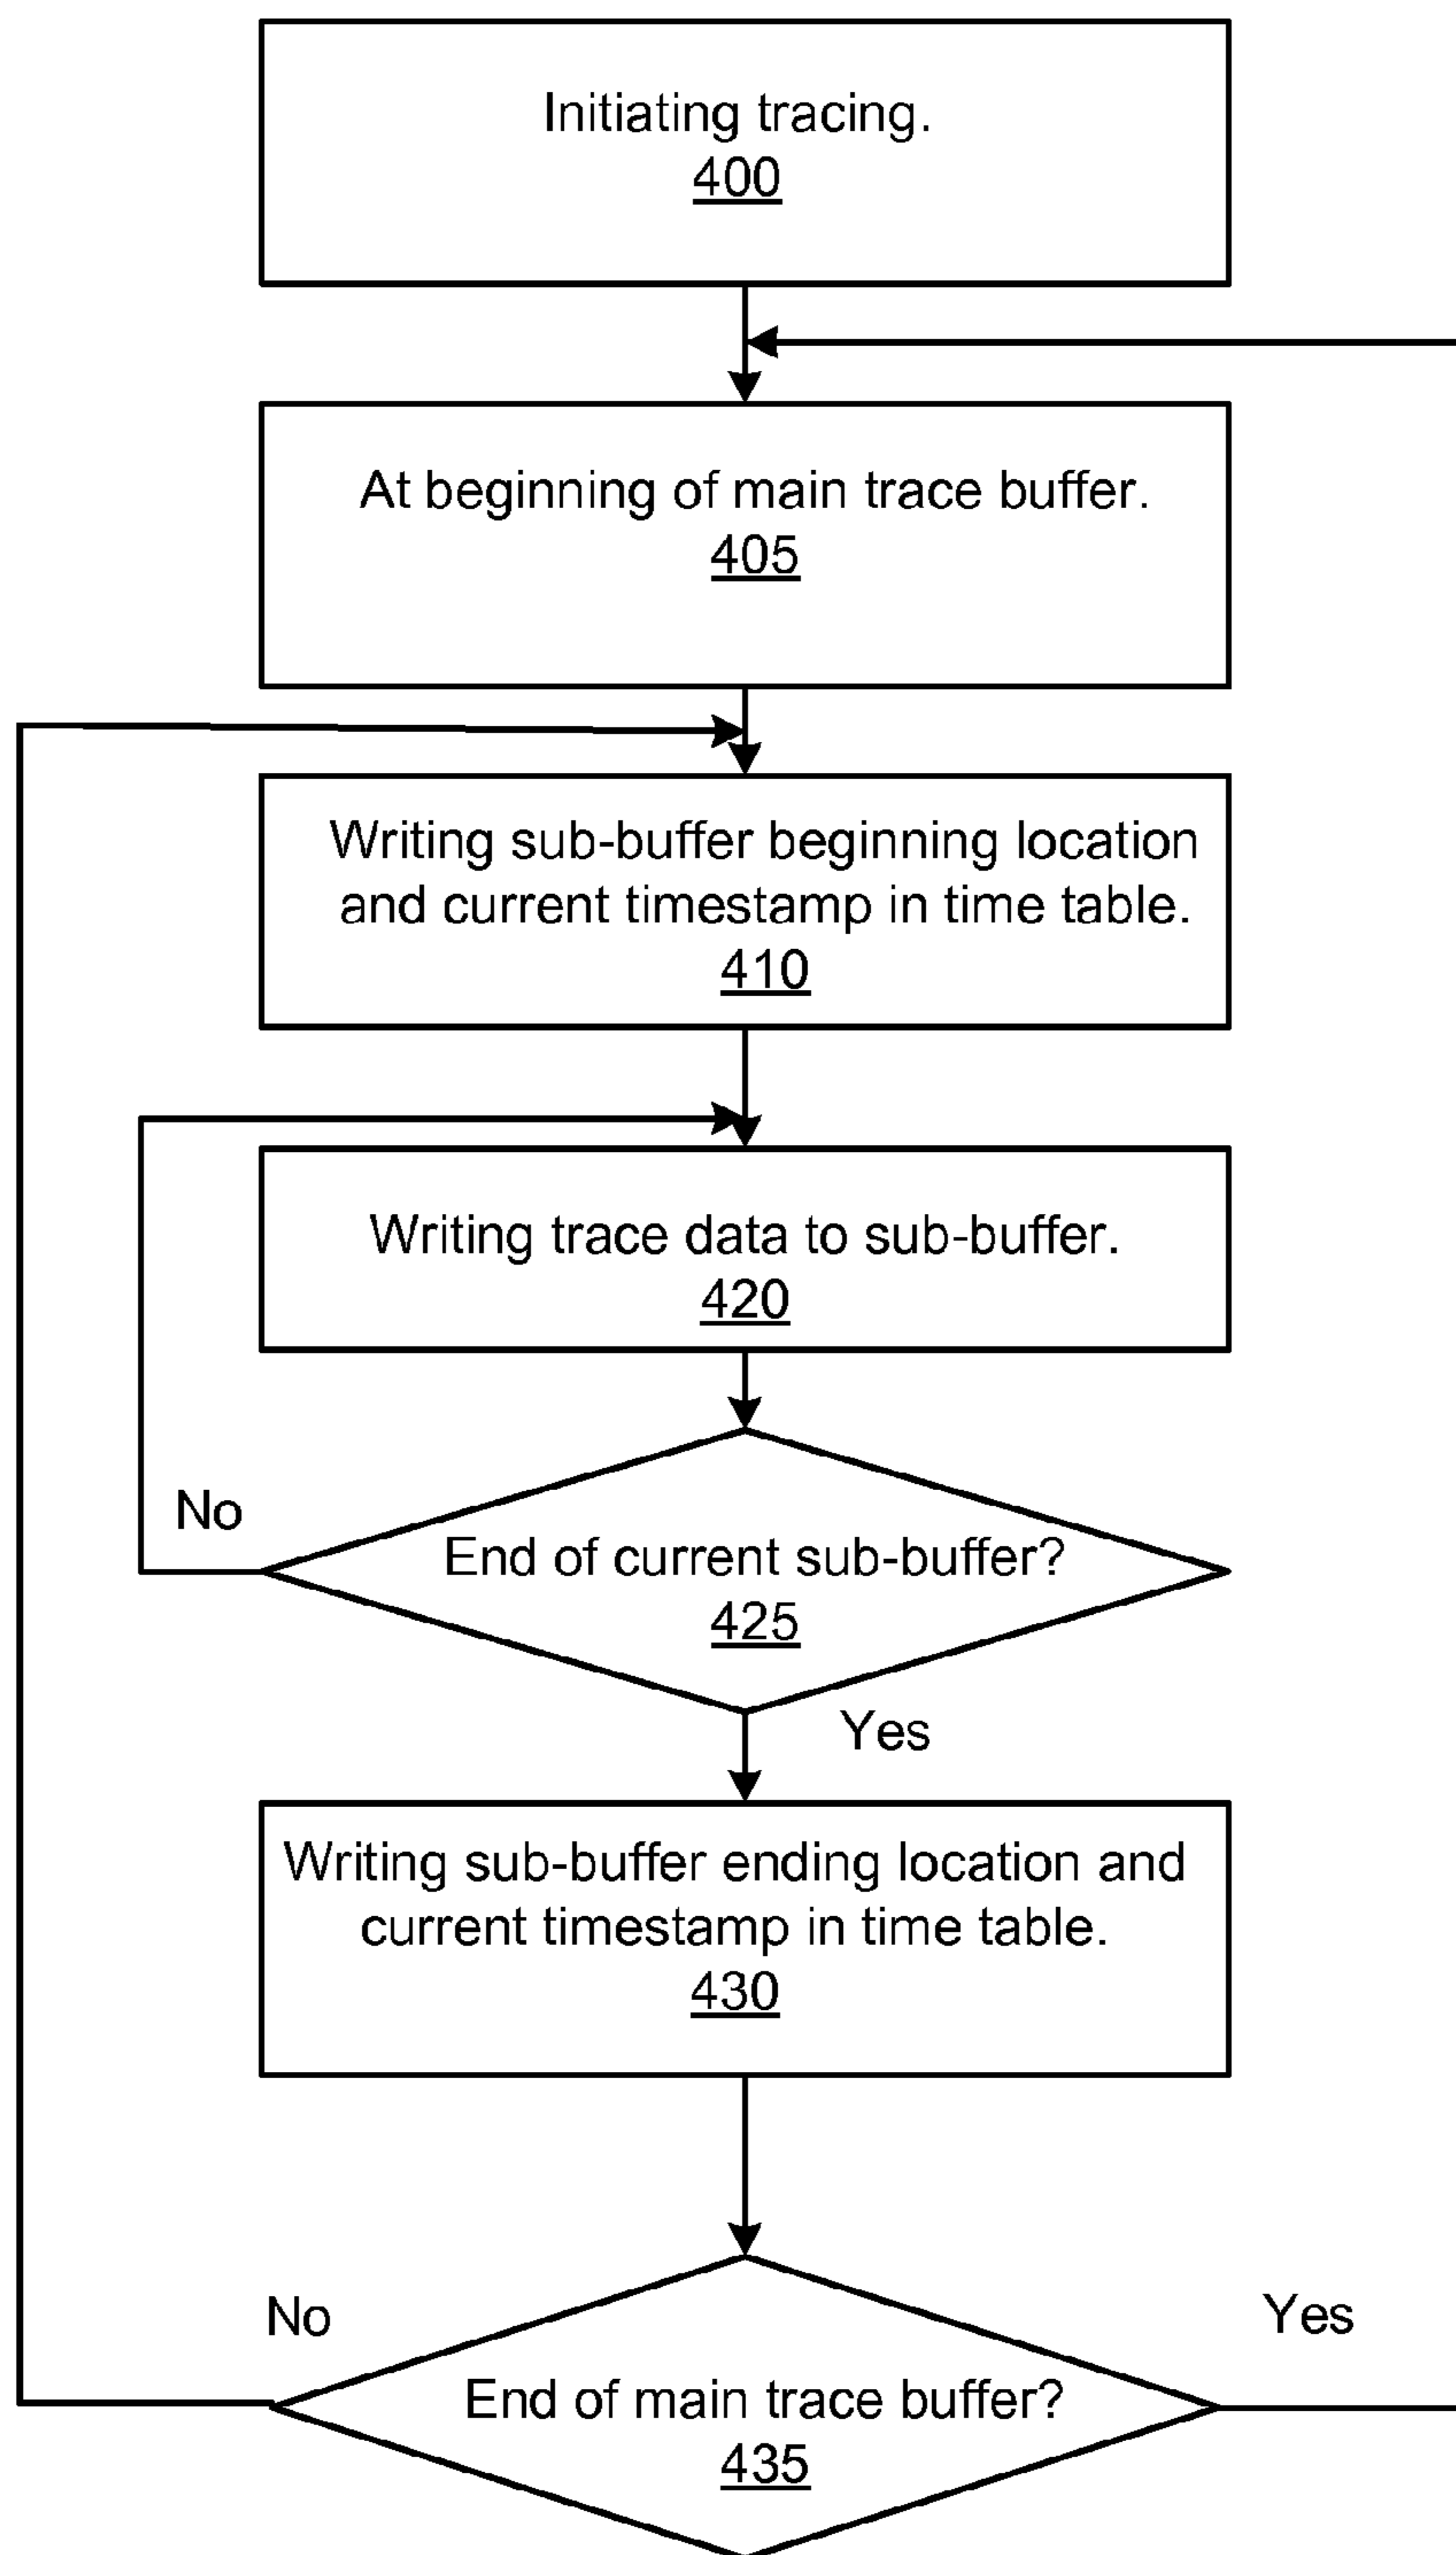 Initiating tracing.
400
At beginning of main trace buffer.
405
Writing sub-buffer beginning location
and current timestamp in time table.
410
Writing trace data to sub-buffer.
420
No
End of current sub-buffer?
425
Yes
Writing sub-buffer ending location and
current timestamp in time table.
430
No
Yes
End of main trace buffer?
435